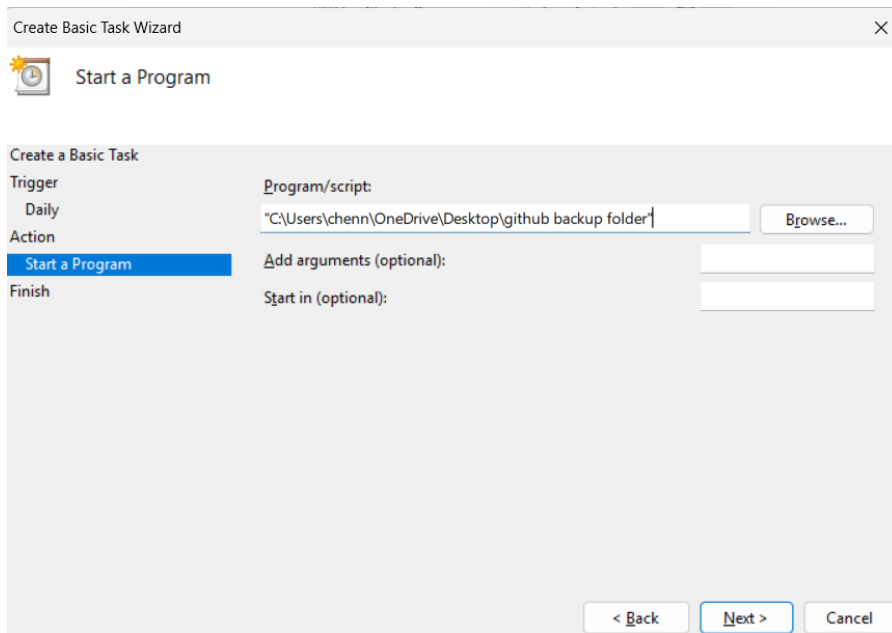 Create Basic Task Wizard
Start a Program
Create a Basic Task
Trigger
Daily
Action
Start a Program
Finish
Program/script:
"C:\Users\chenn\OneDrive\Desktop\github backup folder"
Browse...
Add arguments (optional):
Start in (optional):
< Back
Next >
Cancel